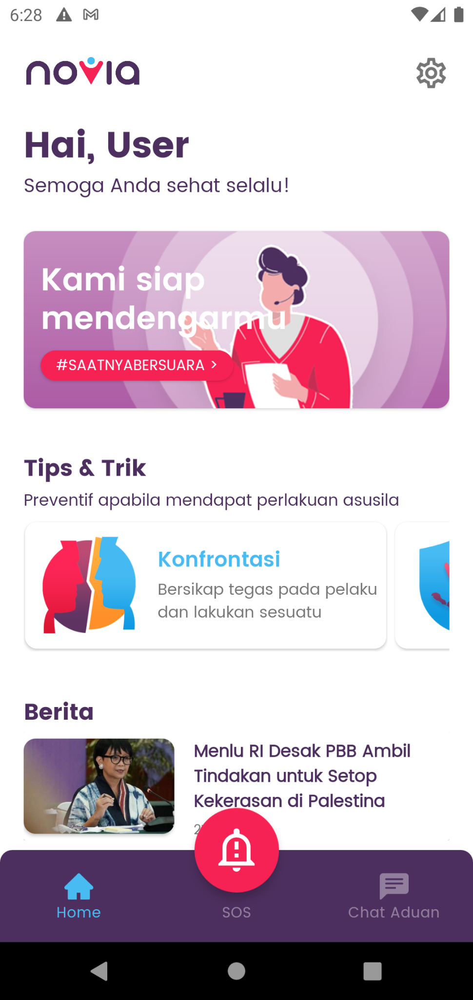 6:28
novia
Hai, User
Semoga Anda sehat selalu!
Kami siap
mendengarmu
#SAATNYABERSUARA >
Tips & Trik
Preventif apabila mendapat perlakuan asusila
Konfrontasi
Bersikap tegas pada pelaku
dan lakukan sesuatu
Berita
Menlu RI Desak PBB Ambil
Tindakan untuk Setop
Kekerasan di Palestina
Home
SOS
Chat Aduan